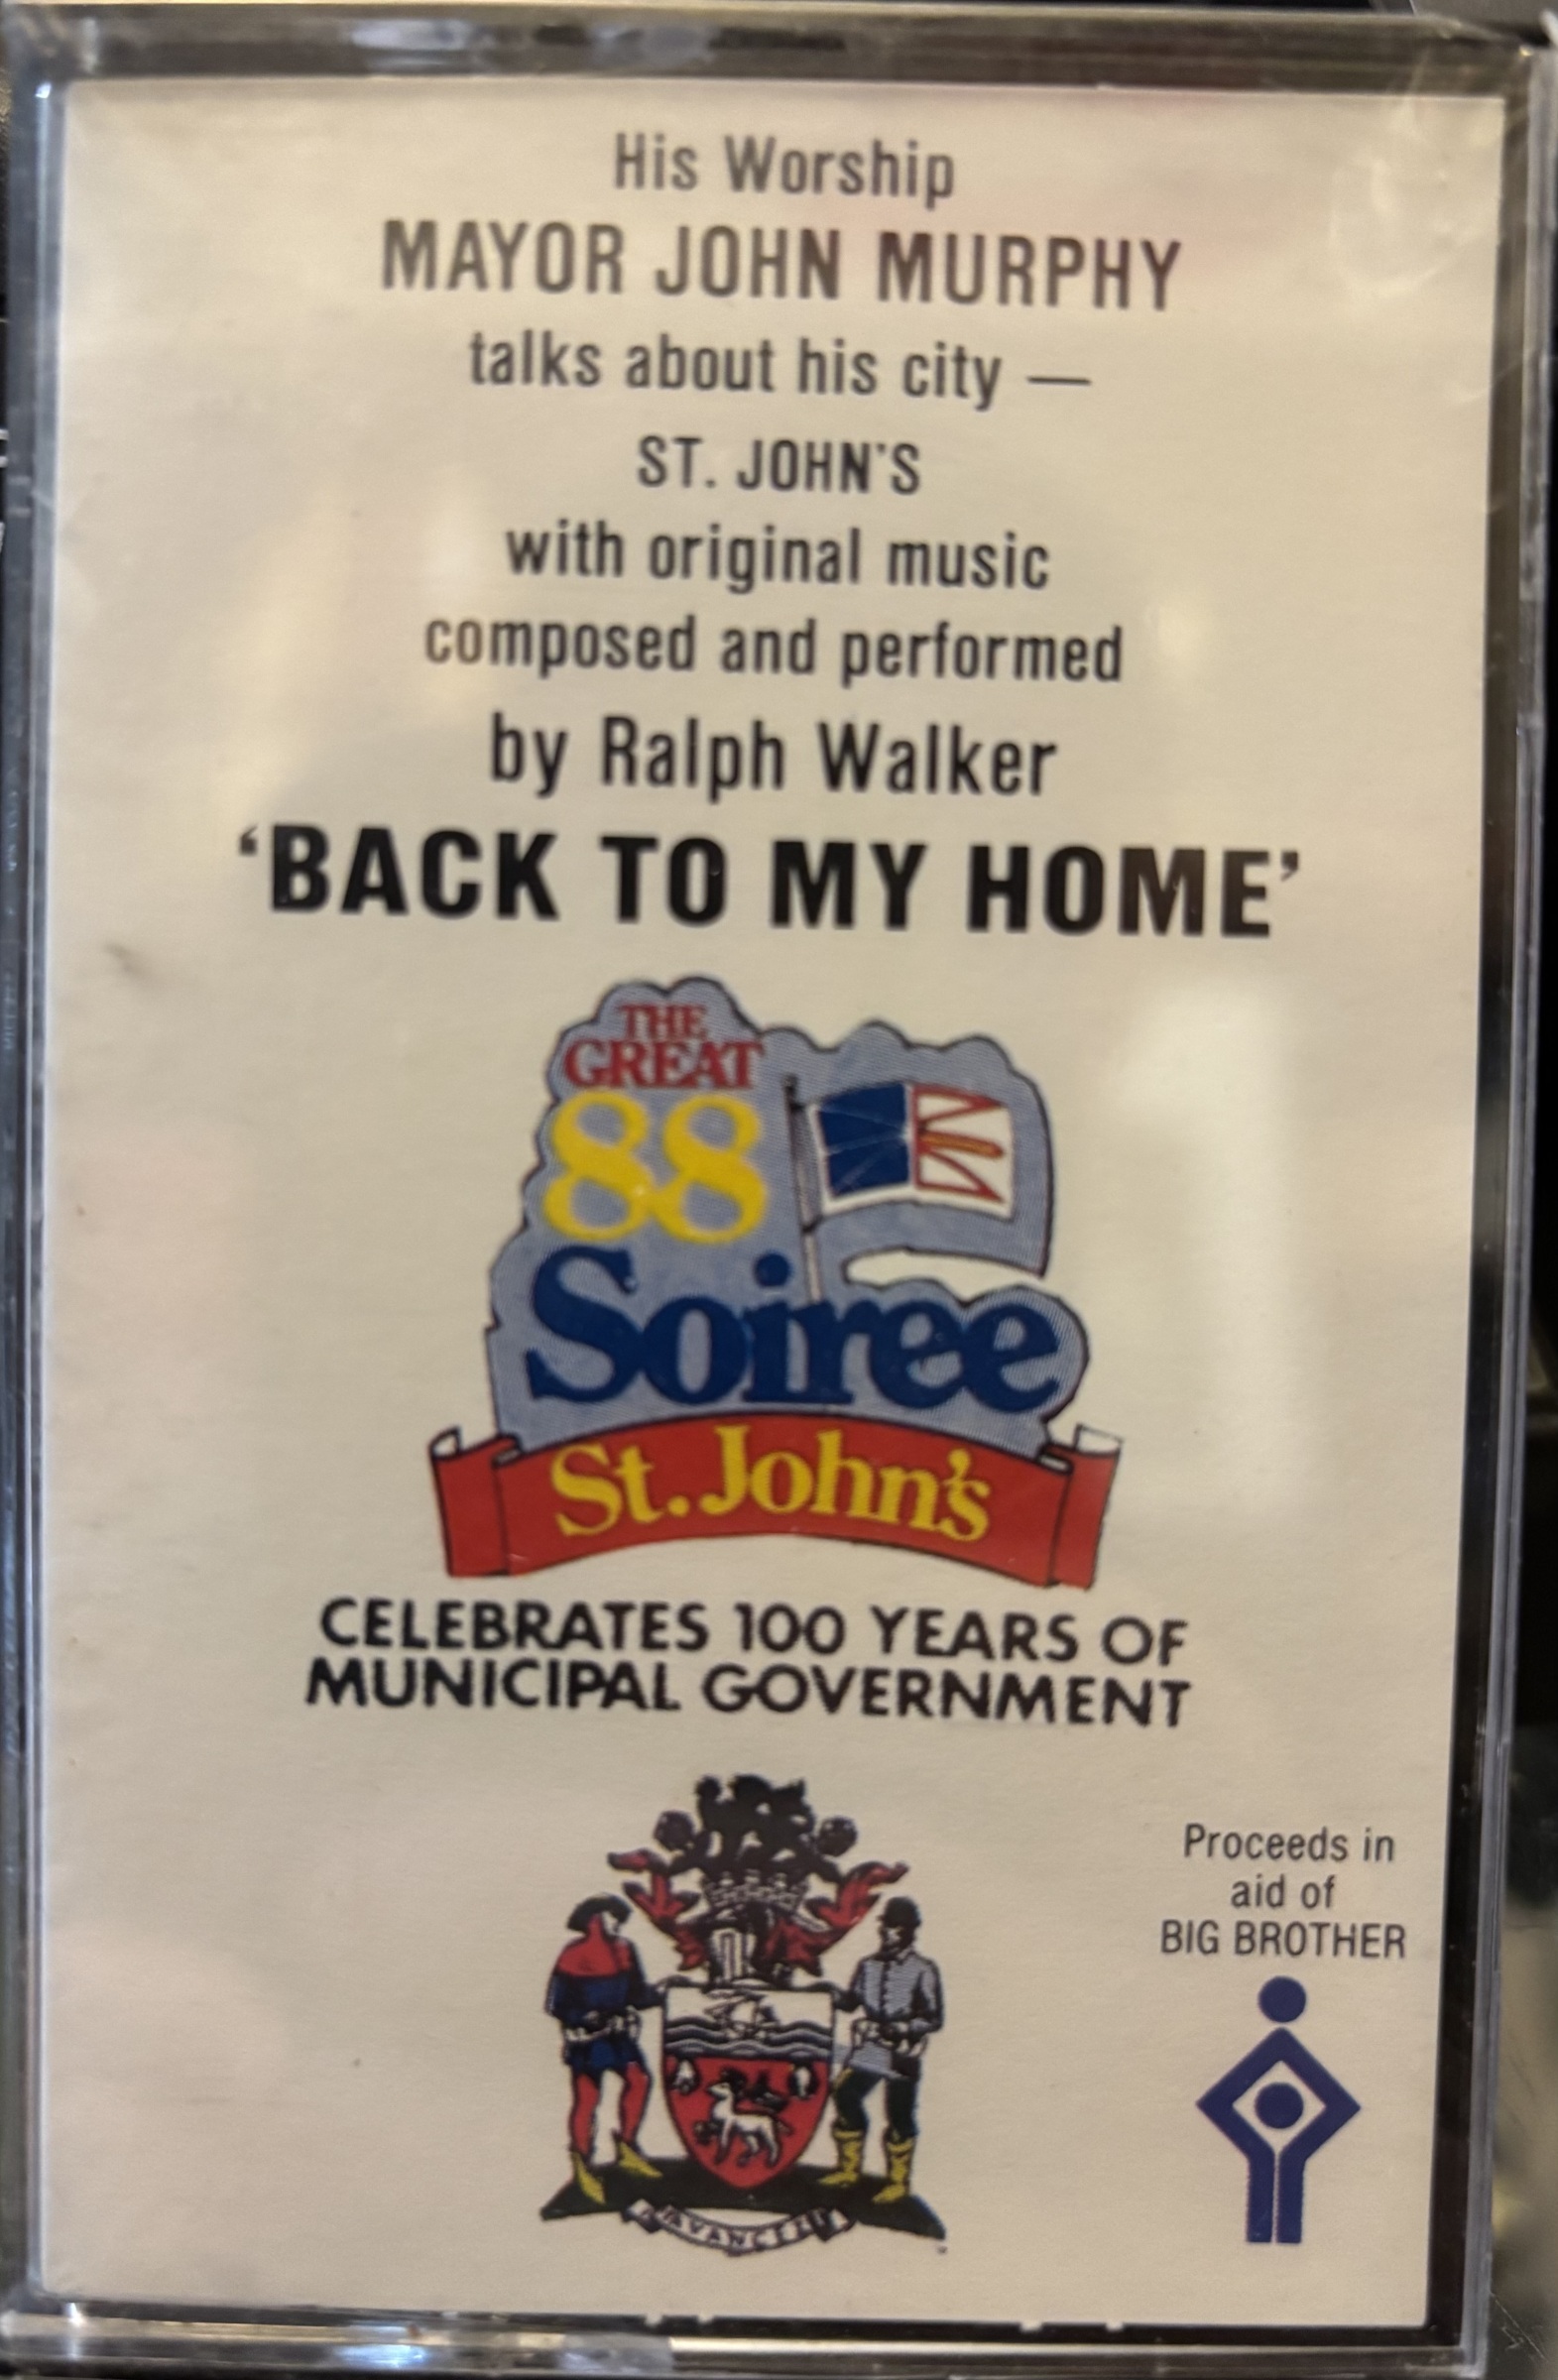 His Worship
MAYOR JOHN MURPHY
talks about his city —
ST. JOHN'S
with original music
composed and performed
by Ralph Walker
‘BACK TO MY HOME’
THE
GREAT
88
Soiree
St. John's
CELEBRATES 100 YEARS OF
MUNICIPAL GOVERNMENT
Proceeds in
aid of
BIG BROTHER
AVANCEZ